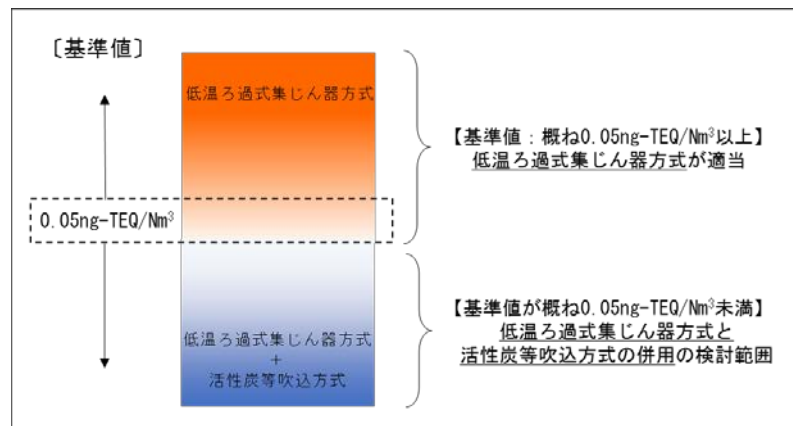 〔基準値〕
低温ろ過式集じん器方式
【基準値：概ね0.05ng-TEQ/Nm³以上】
低温ろ過式集じん器方式が適当
0.05ng-TEQ/Nm³
【基準値が概ね0.05ng-TEQ/Nm³未満】
低温ろ過式集じん器方式と
活性炭等吹込方式の併用の検討範囲
低温ろ過式集じん器方式
+
活性炭等吹込方式